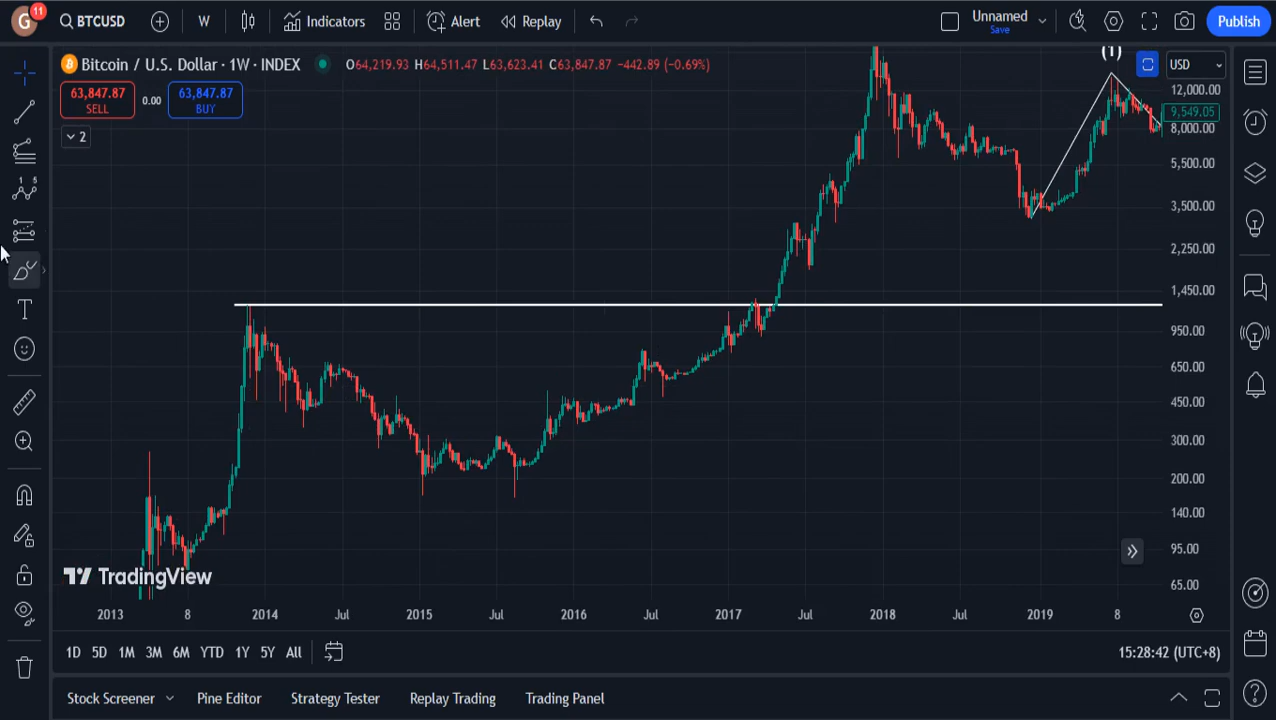 G
11
BTCUSD
W
Indicators
Alert
Replay
Unnamed
Save
Publish
Bitcoin / U.S. Dollar · 1W · INDEX
O64,219.93 H64,511.47 L63,623.41 C63,847.87 −442.89 (−0.69%)
63,847.87
SELL
0.00
63,847.87
BUY
2
(1)
USD
12,000.00
9,549.05
8,000.00
5,500.00
3,500.00
2,250.00
1,450.00
950.00
650.00
450.00
300.00
200.00
140.00
95.00
65.00
TradingView
2013 8 2014 Jul 2015 Jul 2016 Jul 2017 Jul 2018 Jul 2019 8
1D 5D 1M 3M 6M YTD 1Y 5Y All
15:28:42 (UTC+8)
Stock Screener Pine Editor Strategy Tester Replay Trading Trading Panel